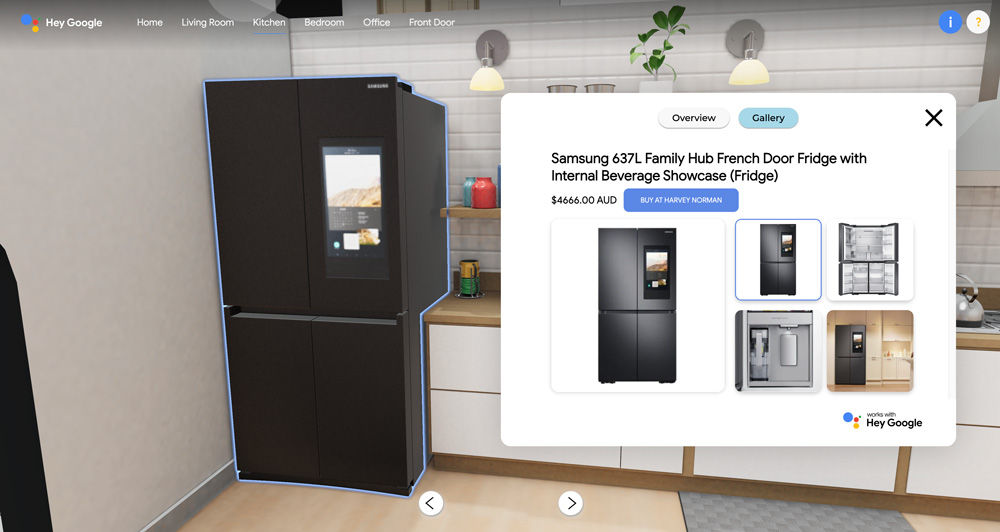 Hey Google
Home
Living Room
Kitchen
Bedroom
Office
Front Door
i
?
SAMSUNG
Overview
Gallery
Samsung 637L Family Hub French Door Fridge with
Internal Beverage Showcase (Fridge)
$4666.00 AUD
BUY AT HARVEY NORMAN
works with
Hey Google